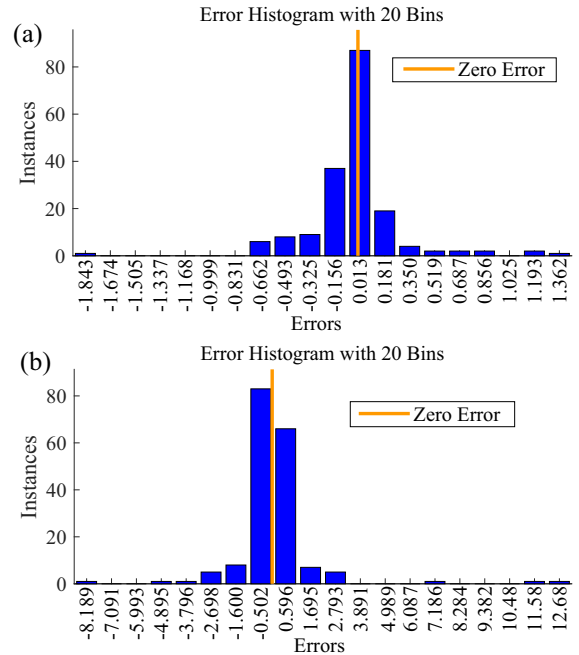 (a)
Error Histogram with 20 Bins
Zero Error
Instances
80
60
40
20
0
-1.843 -1.674 -1.505 -1.337 -1.168 -0.999 -0.831 -0.662 -0.493 -0.325 -0.156 0.013 0.181 0.350 0.519 0.687 0.856 1.025 1.193 1.362
Errors
(b)
Error Histogram with 20 Bins
Zero Error
Instances
80
60
40
20
0
-8.189 -7.091 -5.993 -4.895 -3.796 -2.698 -1.600 -0.502 0.596 1.695 2.793 3.891 4.989 6.087 7.186 8.284 9.382 10.48 11.58 12.68
Errors